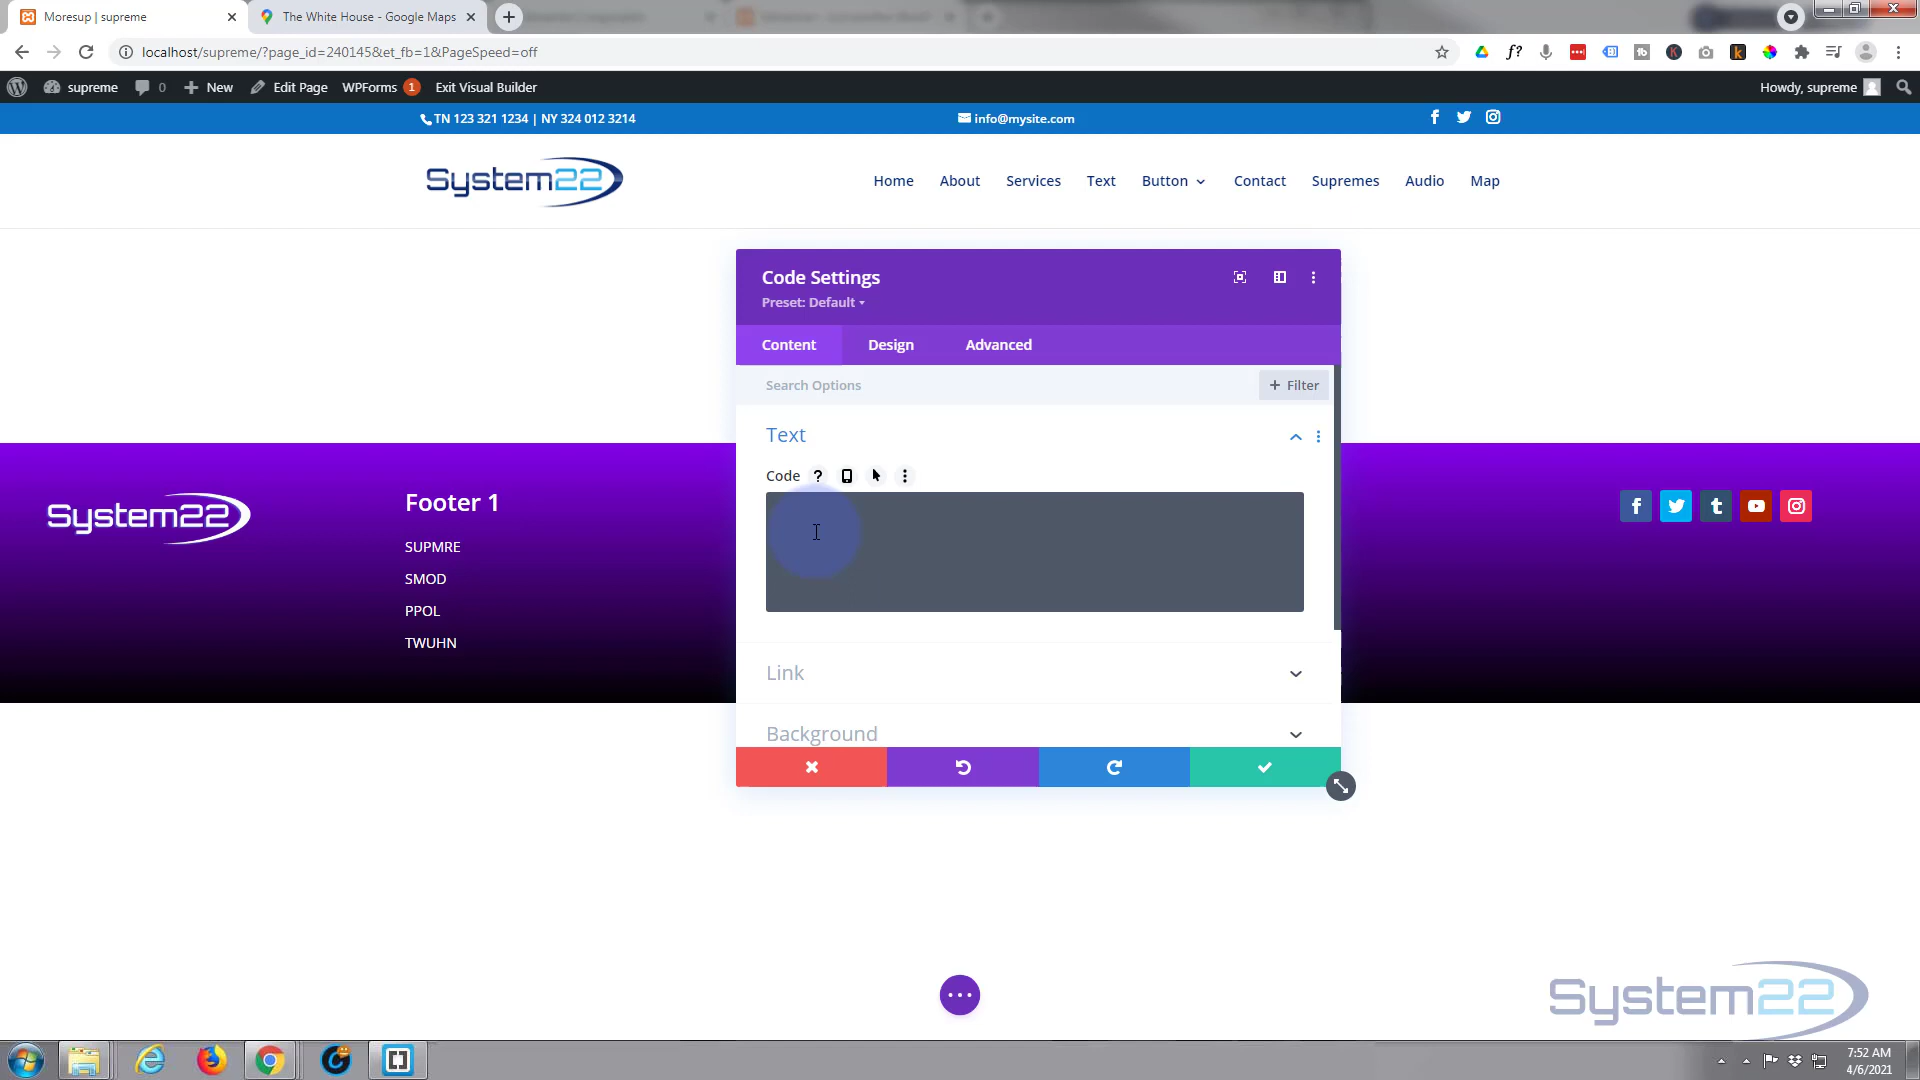 Moresup | supreme
The White House - Google Maps
localhost/supreme/?page_id=240145&et_fb=1&PageSpeed=off
supreme 0 New Edit Page WPForms 1 Exit Visual Builder Howdy, supreme
TN 123 321 1234 | NY 324 012 3214 info@mysite.com
System22
Home About Services Text Button Contact Supremes Audio Map
Code Settings
Preset: Default
Content Design Advanced
Search Options + Filter
Text
Code ?
Link
Background
System22
Footer 1
SUPMRE
SMOD
PPOL
TWUHN
System22
7:52 AM
4/6/2021